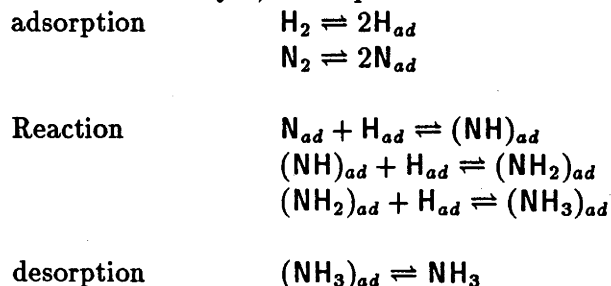 adsorption H₂ ⇌ 2H_ad
N₂ ⇌ 2N_ad
Reaction N_ad + H_ad ⇌ (NH)_ad
(NH)_ad + H_ad ⇌ (NH₂)_ad
(NH₂)_ad + H_ad ⇌ (NH₃)_ad
desorption (NH₃)_ad ⇌ NH₃